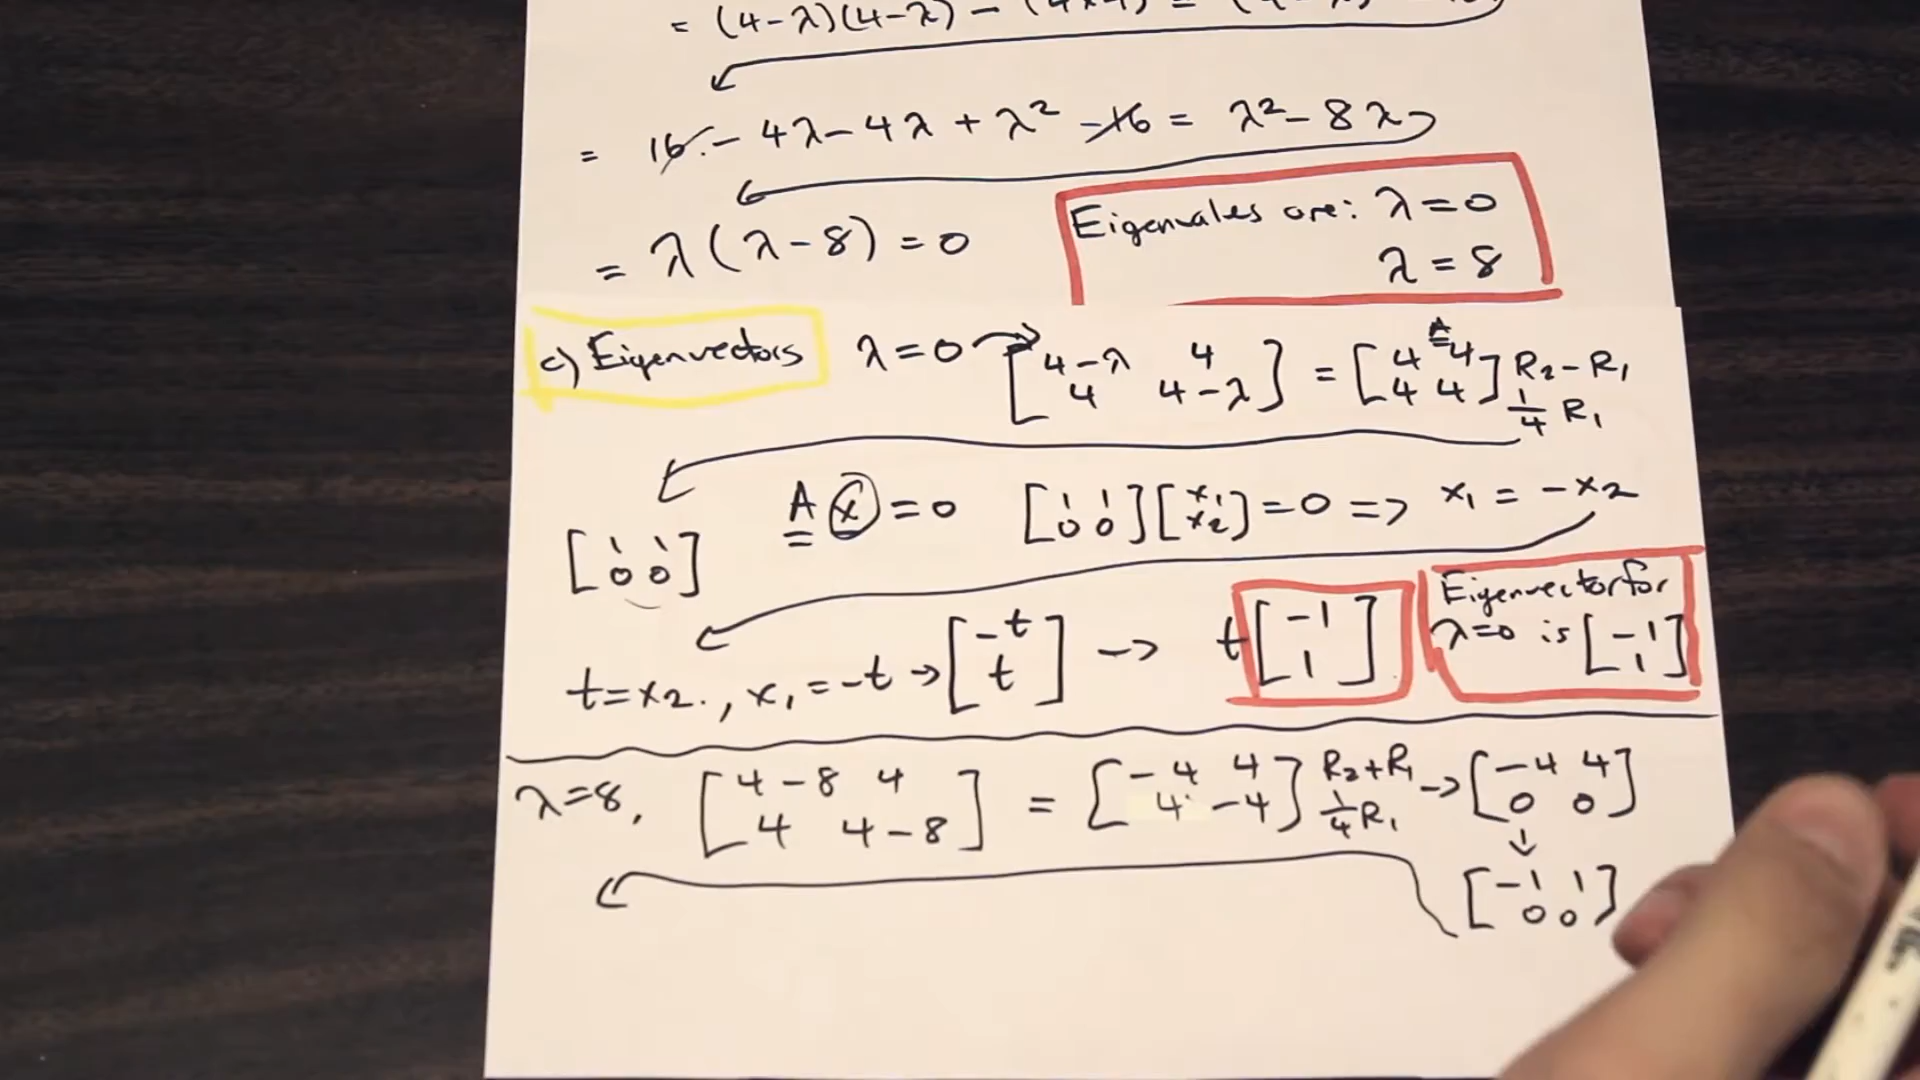 = (4-λ)(4-λ) -
= 16 - 4λ - 4λ + λ² - 16 = λ² - 8λ
= λ(λ-8) = 0
Eigenvales are: λ=0
λ=8
c) Eigenvectors λ=0 → [4-λ 4; 4 4-λ] = [4 4; 4 4] R₂-R₁
A
¼ R₁
[1 1; 0 0] A x = 0 [1 1; 0 0][x₁; x₂] = 0 => x₁ = -x₂
t=x₂., x₁=-t → [-t; t] → t[-1; 1]
Eigenvector for
λ=0 is [-1; 1]
λ=8, [4-8 4; 4 4-8] = [-4 4; 4 -4] R₂+R₁ ¼R₁ → [-4 4; 0 0]
↓
[-1 1; 0 0]